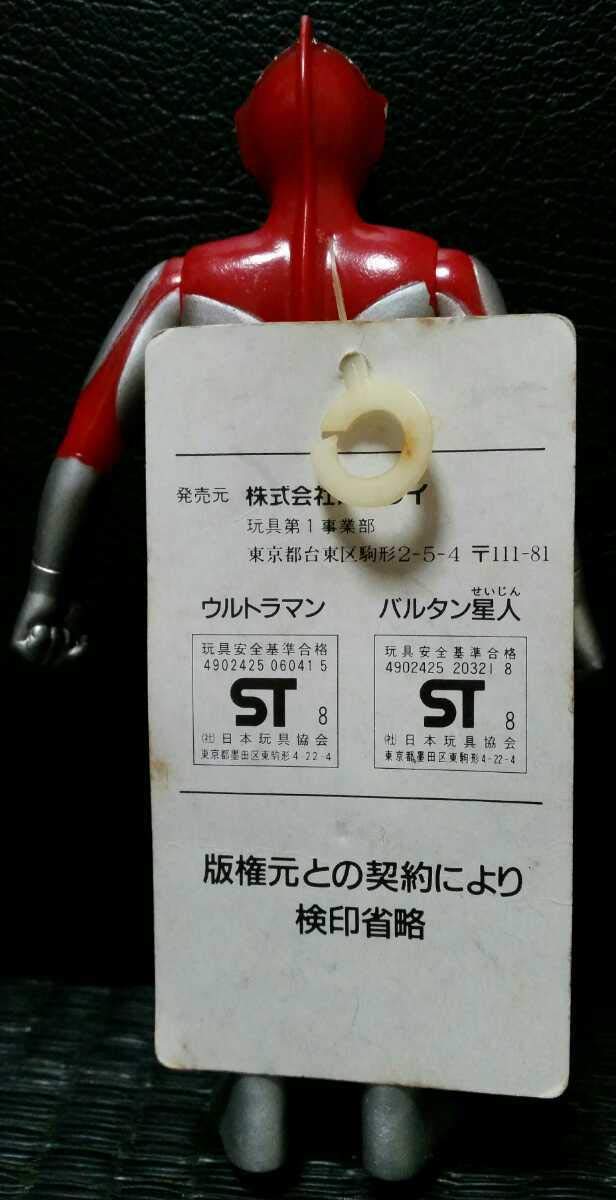 発売元 株式会社 イ
玩具第1事業部
東京都台東区駒形2-5-4 〒111-81
ウルトラマン
せいじん
バルタン星人
玩具安全基準合格
4902425 06041 5
ST 8
(社)日本玩具協会
東京都墨田区東駒形4-22-4
玩具安全基準合格
4902425 20321 8
ST 8
(社)日本玩具協会
東京都墨田区東駒形4-22-4
版権元との契約により
検印省略